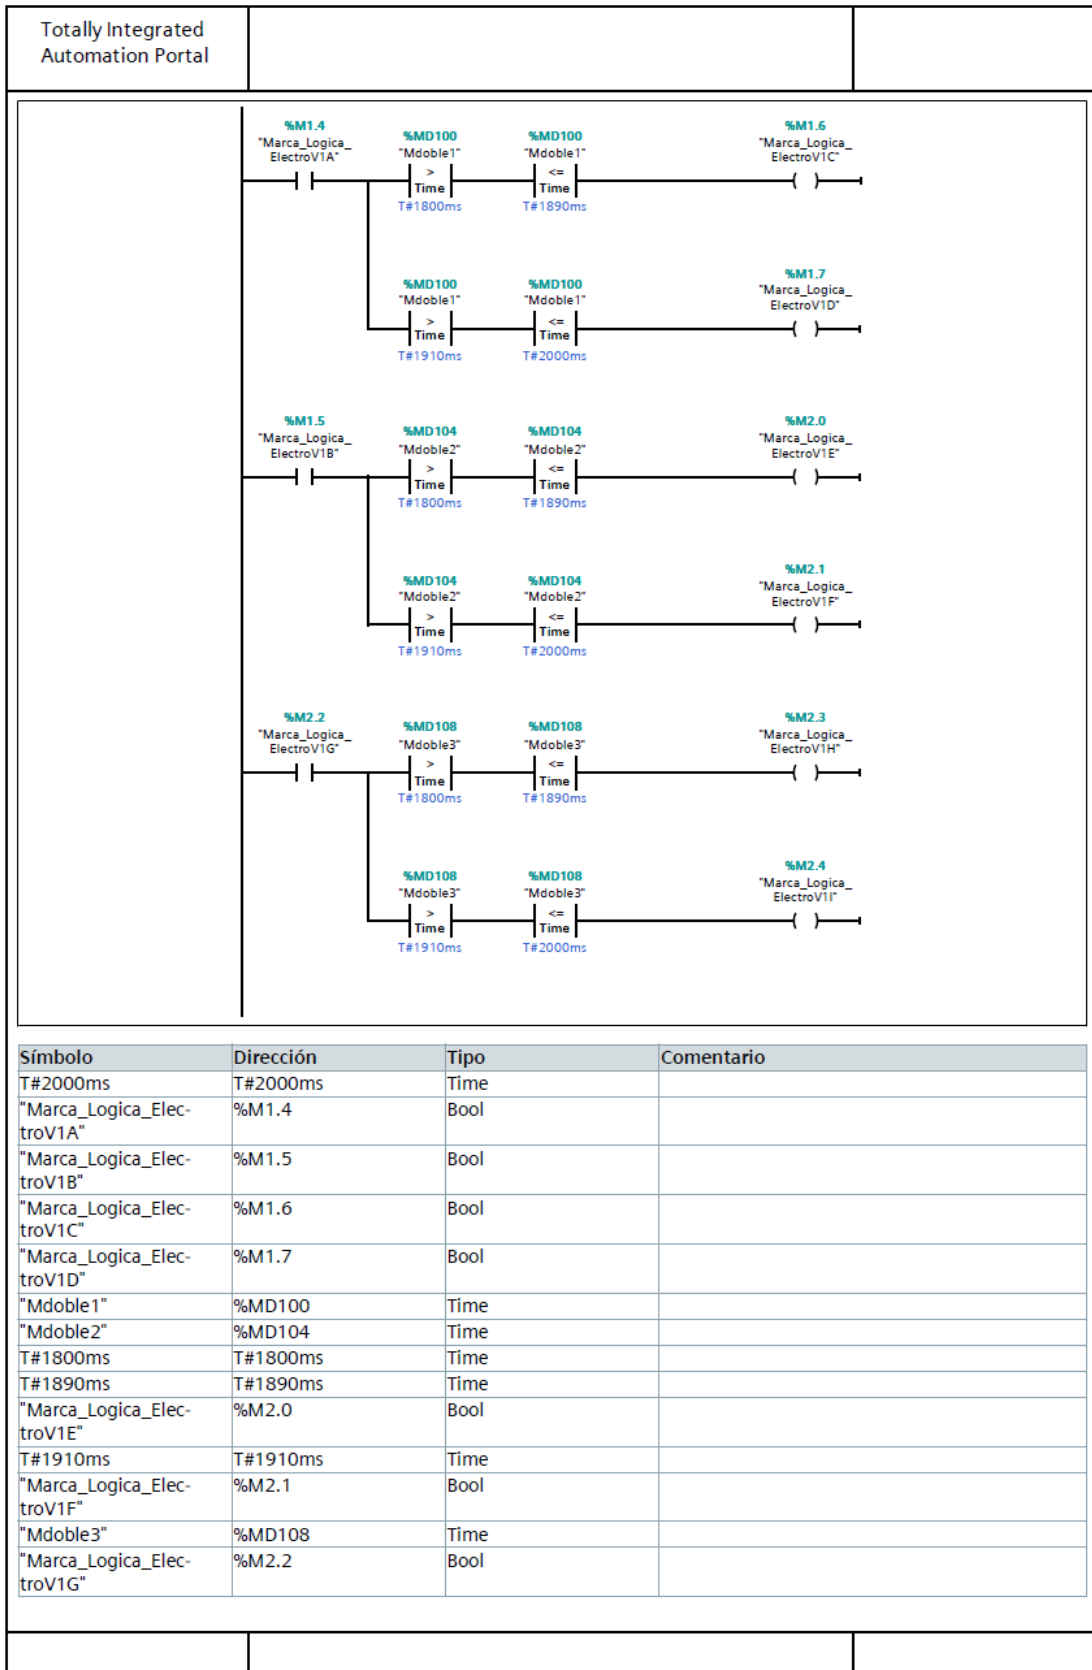 Totally Integrated
Automation Portal
%M1.4
"Marca_Logica_
ElectroV1A"
%MD100
"Mdoble1"
>
Time
T#1800ms
%MD100
"Mdoble1"
<=
Time
T#1890ms
%M1.6
"Marca_Logica_
ElectroV1C"
%MD100
"Mdoble1"
>
Time
T#1910ms
%MD100
"Mdoble1"
<=
Time
T#2000ms
%M1.7
"Marca_Logica_
ElectroV1D"
%M1.5
"Marca_Logica_
ElectroV1B"
%MD104
"Mdoble2"
>
Time
T#1800ms
%MD104
"Mdoble2"
<=
Time
T#1890ms
%M2.0
"Marca_Logica_
ElectroV1E"
%MD104
"Mdoble2"
>
Time
T#1910ms
%MD104
"Mdoble2"
<=
Time
T#2000ms
%M2.1
"Marca_Logica_
ElectroV1F"
%M2.2
"Marca_Logica_
ElectroV1G"
%MD108
"Mdoble3"
>
Time
T#1800ms
%MD108
"Mdoble3"
<=
Time
T#1890ms
%M2.3
"Marca_Logica_
ElectroV1H"
%MD108
"Mdoble3"
>
Time
T#1910ms
%MD108
"Mdoble3"
<=
Time
T#2000ms
%M2.4
"Marca_Logica_
ElectroV1I"
Símbolo Dirección Tipo Comentario
T#2000ms T#2000ms Time
"Marca_Logica_Elec- %M1.4 Bool
troV1A"
"Marca_Logica_Elec- %M1.5 Bool
troV1B"
"Marca_Logica_Elec- %M1.6 Bool
troV1C"
"Marca_Logica_Elec- %M1.7 Bool
troV1D"
"Mdoble1" %MD100 Time
"Mdoble2" %MD104 Time
T#1800ms T#1800ms Time
T#1890ms T#1890ms Time
"Marca_Logica_Elec- %M2.0 Bool
troV1E"
T#1910ms T#1910ms Time
"Marca_Logica_Elec- %M2.1 Bool
troV1F"
"Mdoble3" %MD108 Time
"Marca_Logica_Elec- %M2.2 Bool
troV1G"